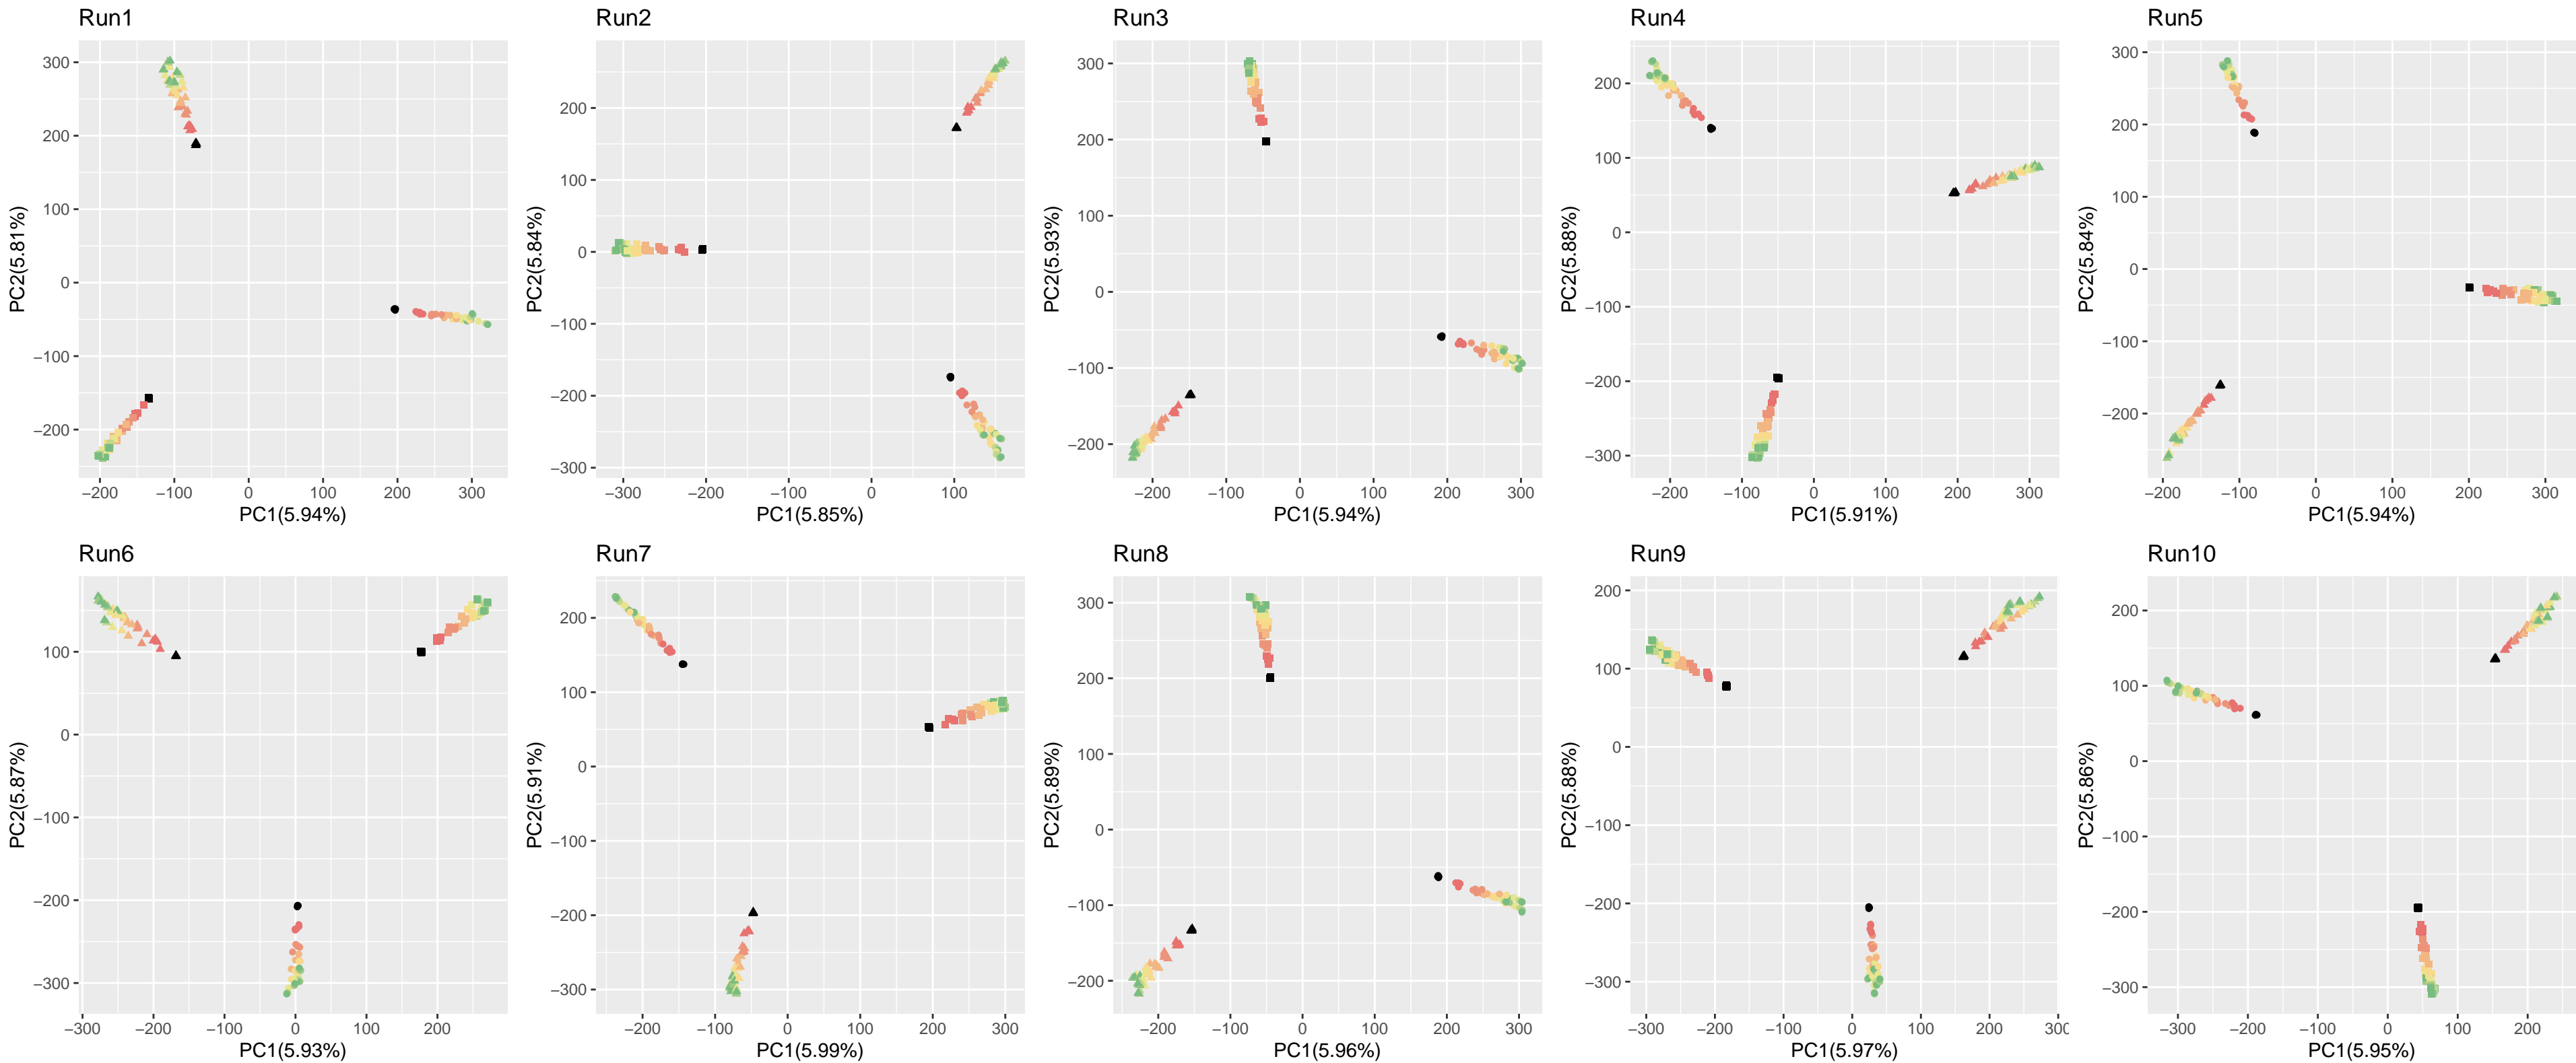 Run1
300
200
100
0
−100
−200
−200 −100 0 100 200 300
PC1(5.94%)
PC2(5.81%)
Run2
200
100
0
−100
−200
−300
−300 −200 −100 0 100
PC1(5.85%)
PC2(5.84%)
Run3
300
200
100
0
−100
−200
−200 −100 0 100 200 300
PC1(5.94%)
PC2(5.93%)
Run4
200
100
0
−100
−200
−300
−200 −100 0 100 200 300
PC1(5.91%)
PC2(5.88%)
Run5
300
200
100
0
−100
−200
−200 −100 0 100 200 300
PC1(5.94%)
PC2(5.84%)
Run6
100
0
−100
−200
−300
−300 −200 −100 0 100 200
PC1(5.93%)
PC2(5.87%)
Run7
200
100
0
−100
−200
−300
−200 −100 0 100 200 300
PC1(5.99%)
PC2(5.91%)
Run8
300
200
100
0
−100
−200
−200 −100 0 100 200 300
PC1(5.96%)
PC2(5.89%)
Run9
200
100
0
−100
−200
−300
−300 −200 −100 0 100 200 300
PC1(5.97%)
PC2(5.88%)
Run10
200
100
0
−100
−200
−300
−300 −200 −100 0 100 200
PC1(5.95%)
PC2(5.86%)